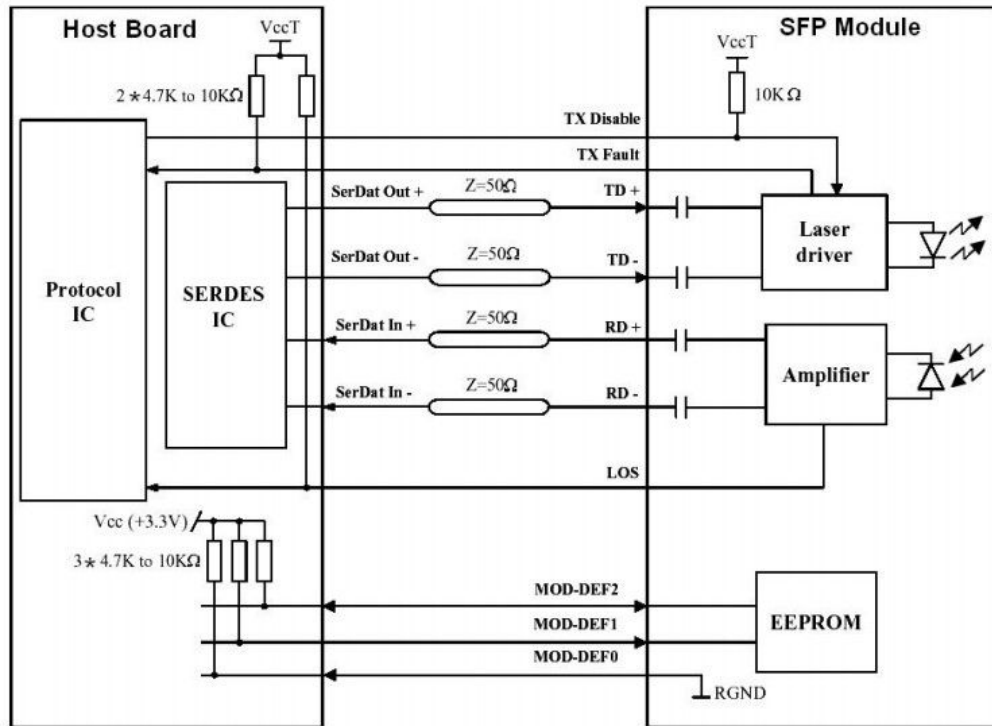 Host Board
SFP Module
VccT
VccT
2*4.7K to 10KΩ
10KΩ
TX Disable
TX Fault
SerDat Out +
Z=50Ω
TD +
Laser driver
SerDat Out -
Z=50Ω
TD -
Protocol IC
SERDES IC
SerDat In +
Z=50Ω
RD +
Amplifier
SerDat In -
Z=50Ω
RD -
LOS
Vcc (+3.3V)
3*4.7K to 10KΩ
MOD-DEF2
EEPROM
MOD-DEF1
MOD-DEF0
RGND